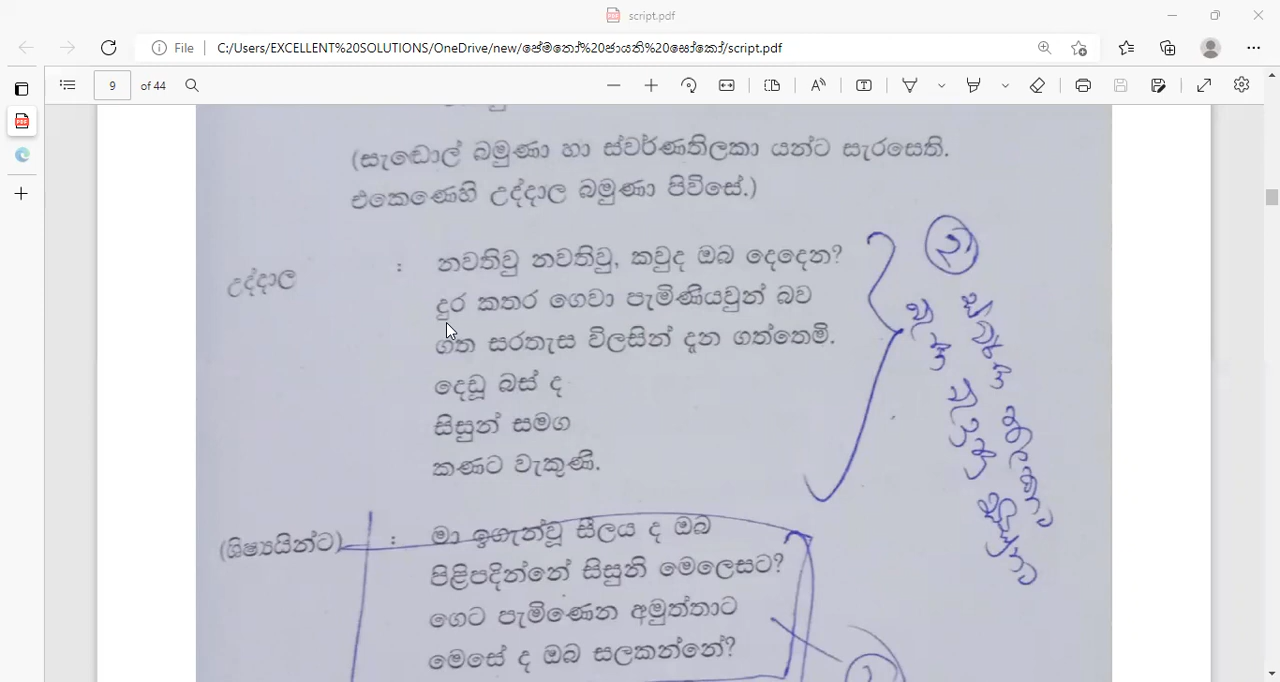 script.pdf
File
C:/Users/EXCELLENT%20SOLUTIONS/OneDrive/new/පේමතෝ%20ජායති%20සෝකෝ/script.pdf
9 of 44
(සැඬොල් බමුණා හා ස්වර්ණතිලකා යන්ට සැරසෙති.
එකෙණෙහි උද්දාල බමුණා පිවිසේ.)
උද්දාල : නවතිවු නවතිවු, කවුද ඔබ දෙදෙන?
දුර කතර ගෙවා පැමිණියවුන් බව
ගත සරතැස විලසින් දැන ගත්තෙමි.
දෙඩූ බස් ද
සිසුන් සමග
කණට වැකුණි.
(ශිෂ්‍යයින්ට) : මා ඉගැන්වූ සීලය ද ඔබ
පිළිපදින්නේ සිසුනි මෙලෙසට?
ගෙට පැමිණෙන අමුත්තාට
මෙසේ ද ඔබ සලකන්නේ?